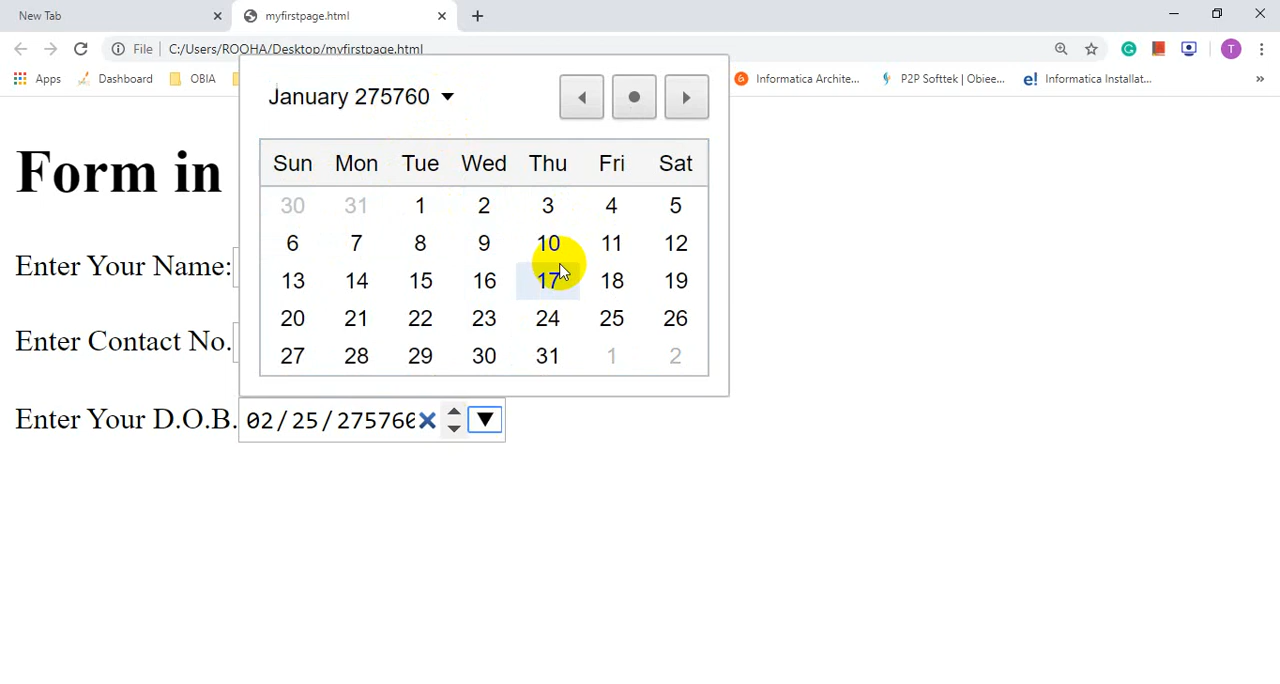 New Tab
myfirstpage.html
File C:/Users/ROOHA/Desktop/myfirstpage.html
T
Apps Dashboard OBIA Informatica Archite... P2P Softtek | Obiee... e! Informatica Installat... »
January 275760
Sun Mon Tue Wed Thu Fri Sat
30 31 1 2 3 4 5
6 7 8 9 10 11 12
13 14 15 16 17 18 19
20 21 22 23 24 25 26
27 28 29 30 31 1 2
Form in
Enter Your Name:
Enter Contact No.
Enter Your D.O.B. 02/25/275760